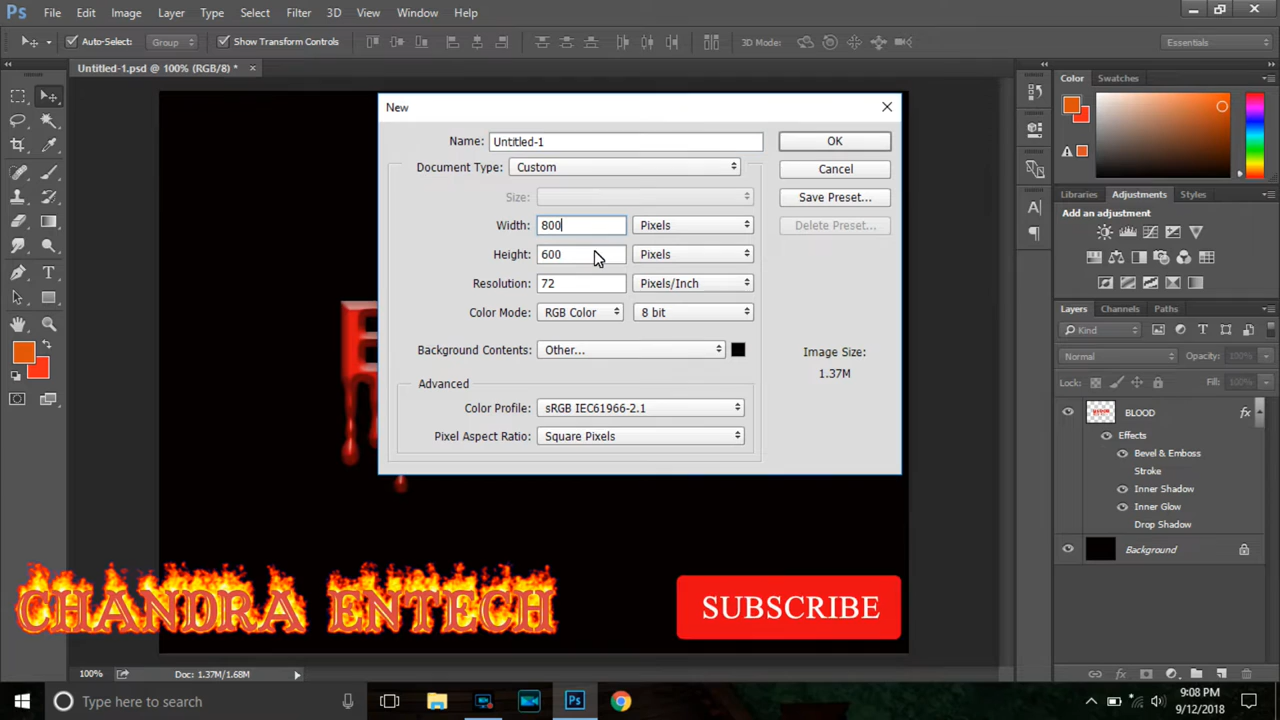 Ps File Edit Image Layer Type Select Filter 3D View Window Help
Auto-Select: Group Show Transform Controls 3D Mode: Essentials
Untitled-1.psd @ 100% (RGB/8) *
New
Name: Untitled-1 OK
Document Type: Custom Cancel
Size: Save Preset...
Width: 800 Pixels Delete Preset...
Height: 600 Pixels
Resolution: 72 Pixels/Inch
Color Mode: RGB Color 8 bit
Background Contents: Other...
Image Size:
1.37M
Advanced
Color Profile: sRGB IEC61966-2.1
Pixel Aspect Ratio: Square Pixels
Color Swatches
Libraries Adjustments Styles
Add an adjustment
Layers Channels Paths
Kind
Normal Opacity: 100%
Lock: Fill: 100%
BLOOD fx
Effects
Bevel & Emboss
Stroke
Inner Shadow
Inner Glow
Drop Shadow
Background
CHANDRA ENTECH
SUBSCRIBE
100% Doc: 1.37M/1.68M
Type here to search
9:08 PM
9/12/2018